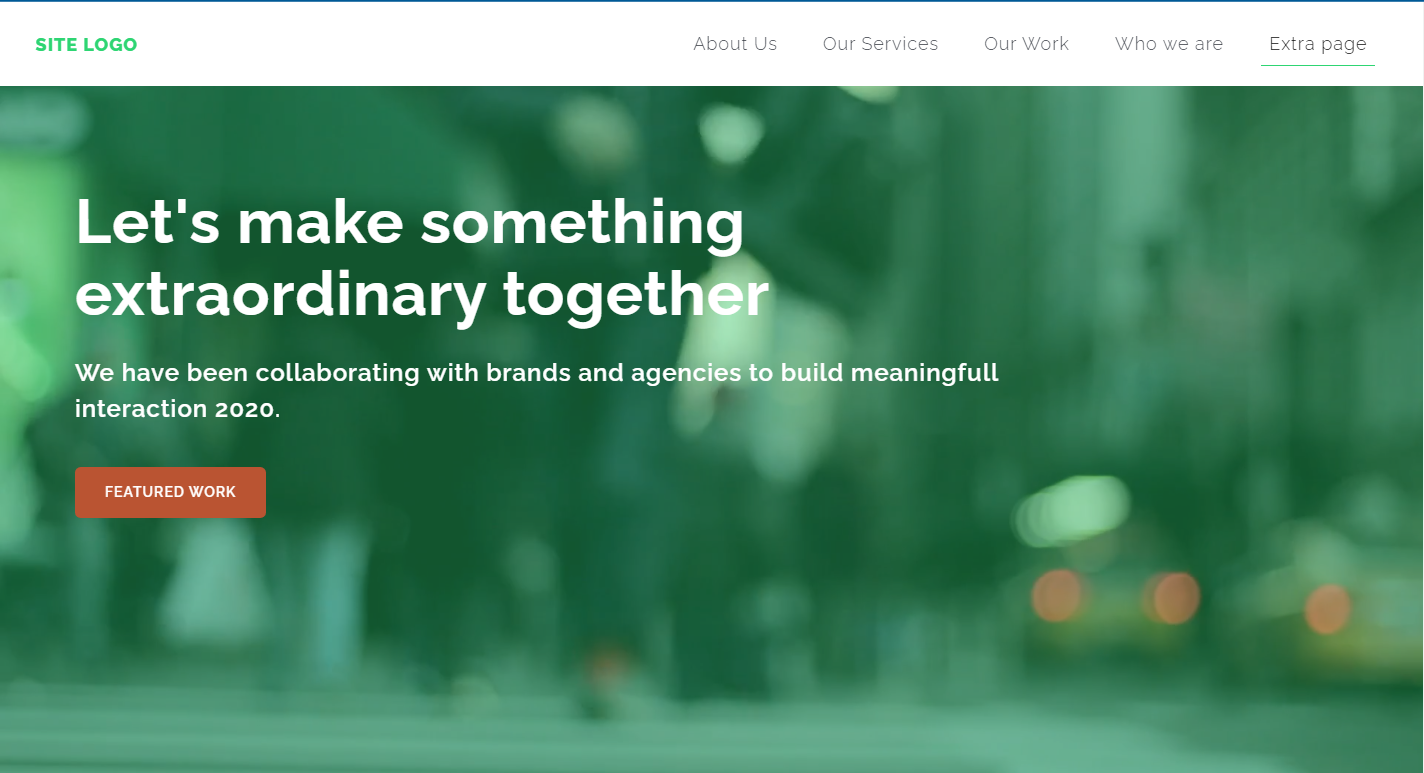 SITE LOGO
About Us Our Services Our Work Who we are Extra page
Let's make something
extraordinary together
We have been collaborating with brands and agencies to build meaningfull
interaction 2020.
FEATURED WORK